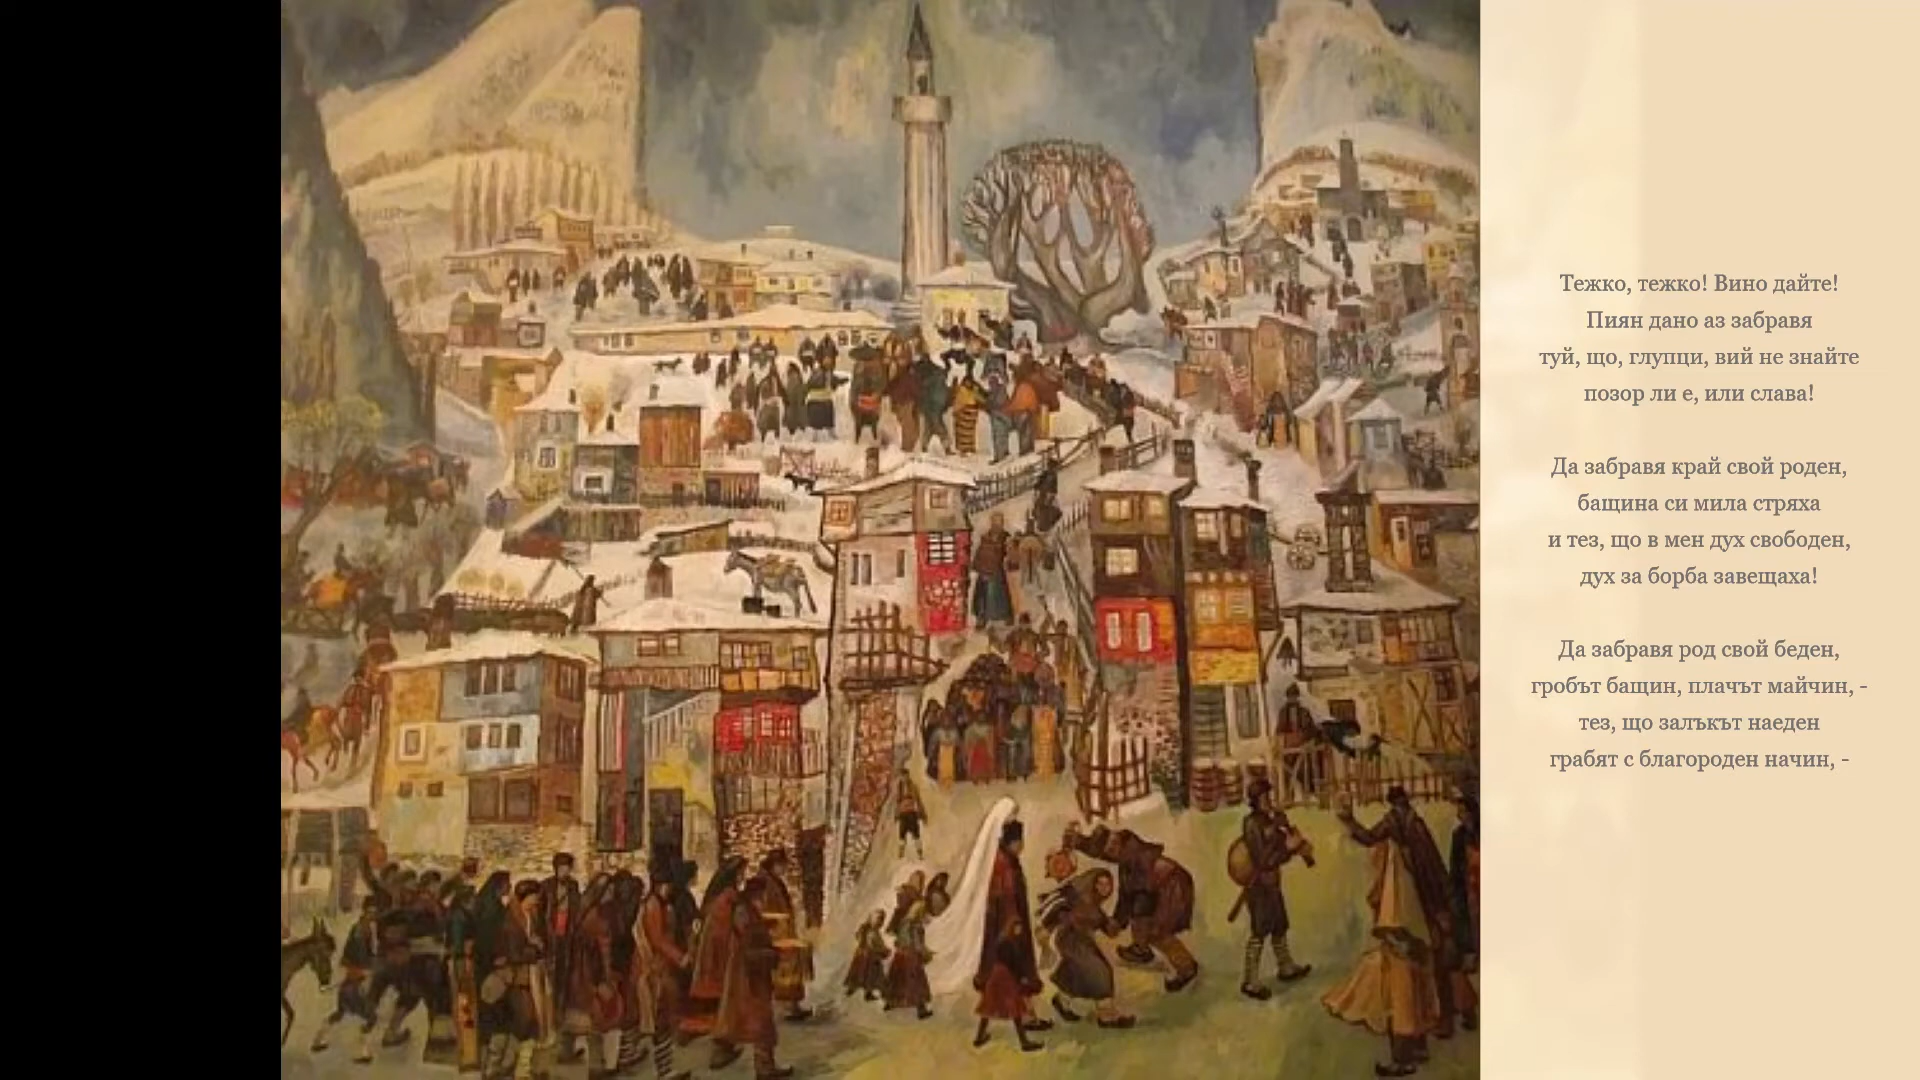 Тежко, тежко! Вино дайте!
Пиян дано аз забравя
туй, що, глупци, вий не знайте
позор ли е, или слава!
Да забравя край свой роден,
бащина си мила стряха
и тез, що в мен дух свободен,
дух за борба завещаха!
Да забравя род свой беден,
гробът бащин, плачът майчин, -
тез, що залъкът наеден
грабят с благороден начин, -